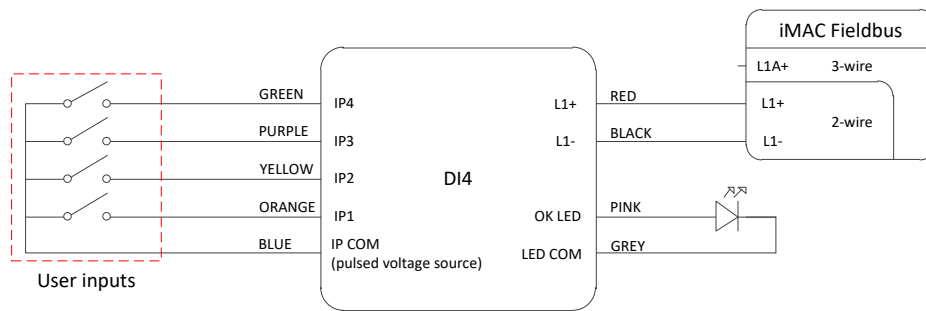 iMAC Fieldbus
L1A+ 3-wire
GREEN IP4 L1+ RED L1+
2-wire
PURPLE IP3 L1- BLACK L1-
YELLOW IP2 DI4
ORANGE IP1 OK LED PINK
BLUE IP COM LED COM GREY
(pulsed voltage source)
User inputs